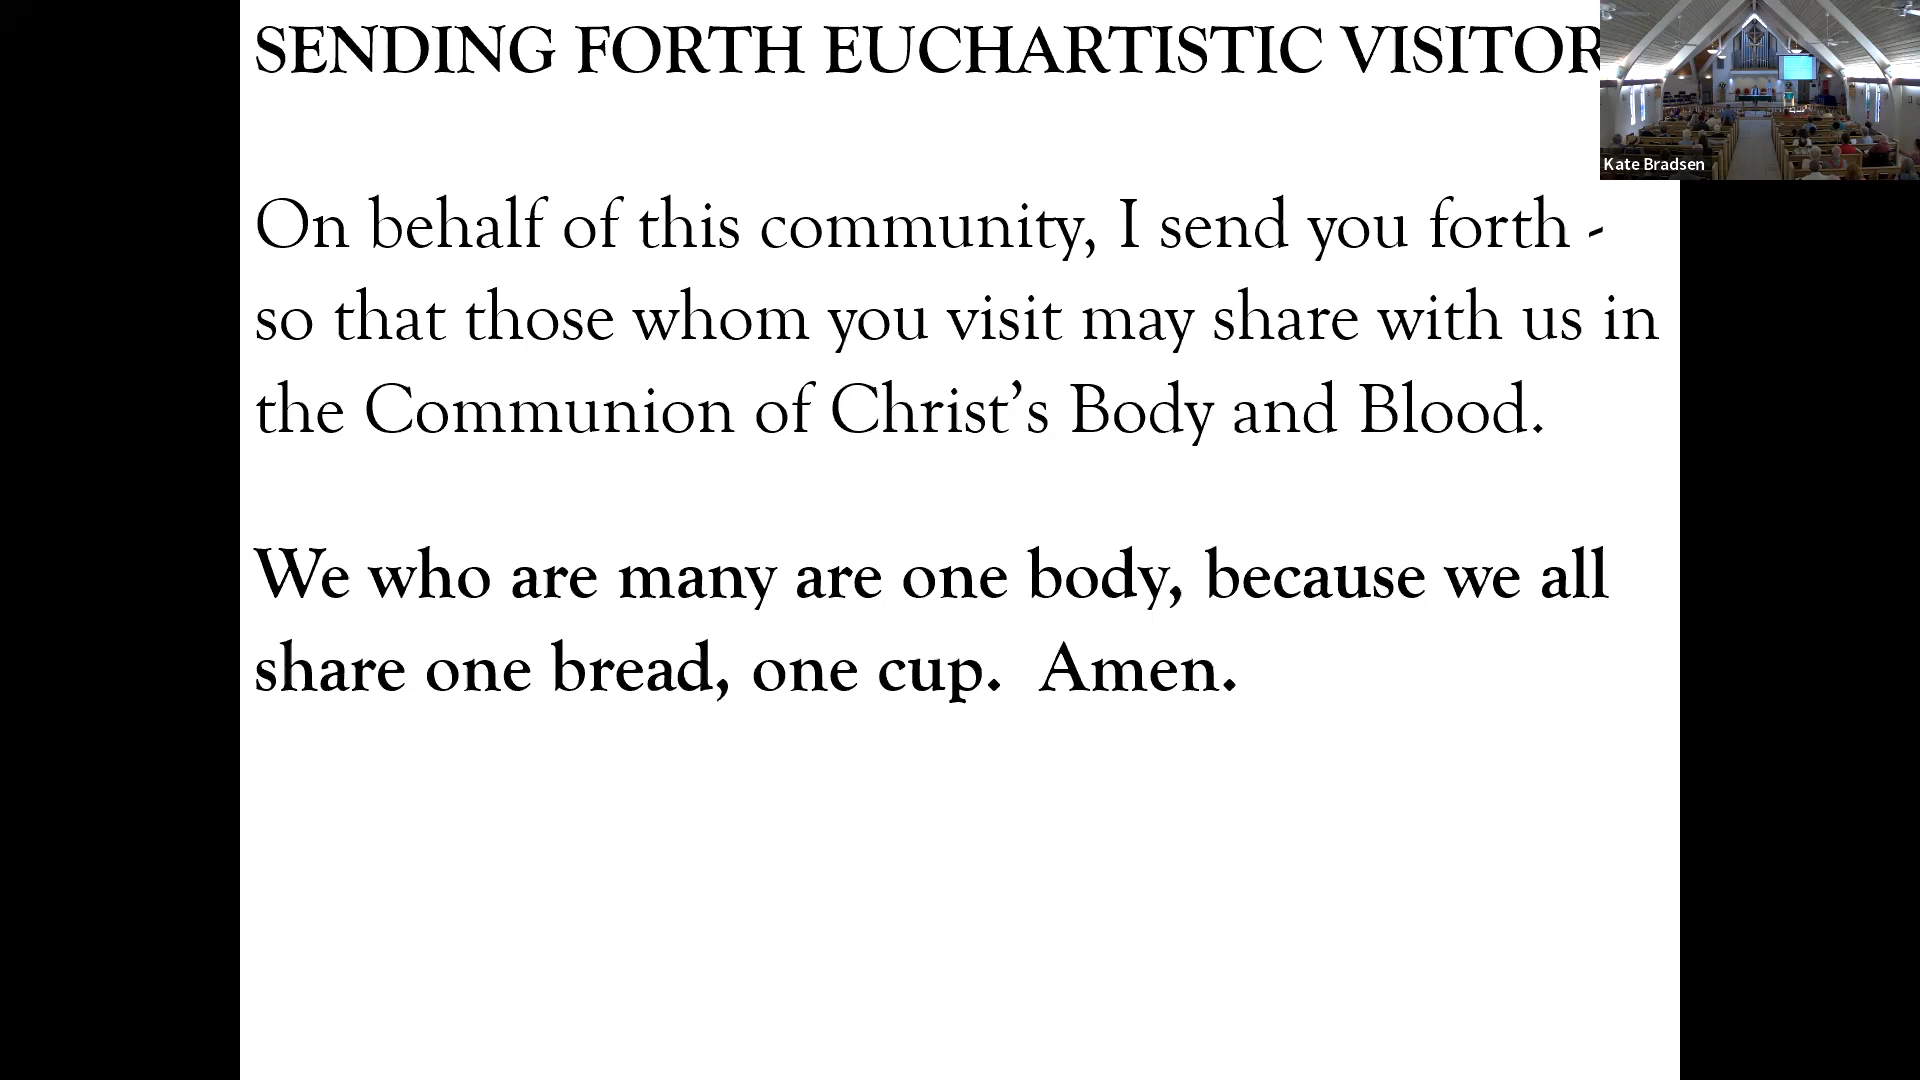 SENDING FORTH EUCHARTISTIC VISITOR
Kate Bradsen
On behalf of this community, I send you forth -
so that those whom you visit may share with us in
the Communion of Christ’s Body and Blood.
We who are many are one body, because we all
share one bread, one cup.  Amen.